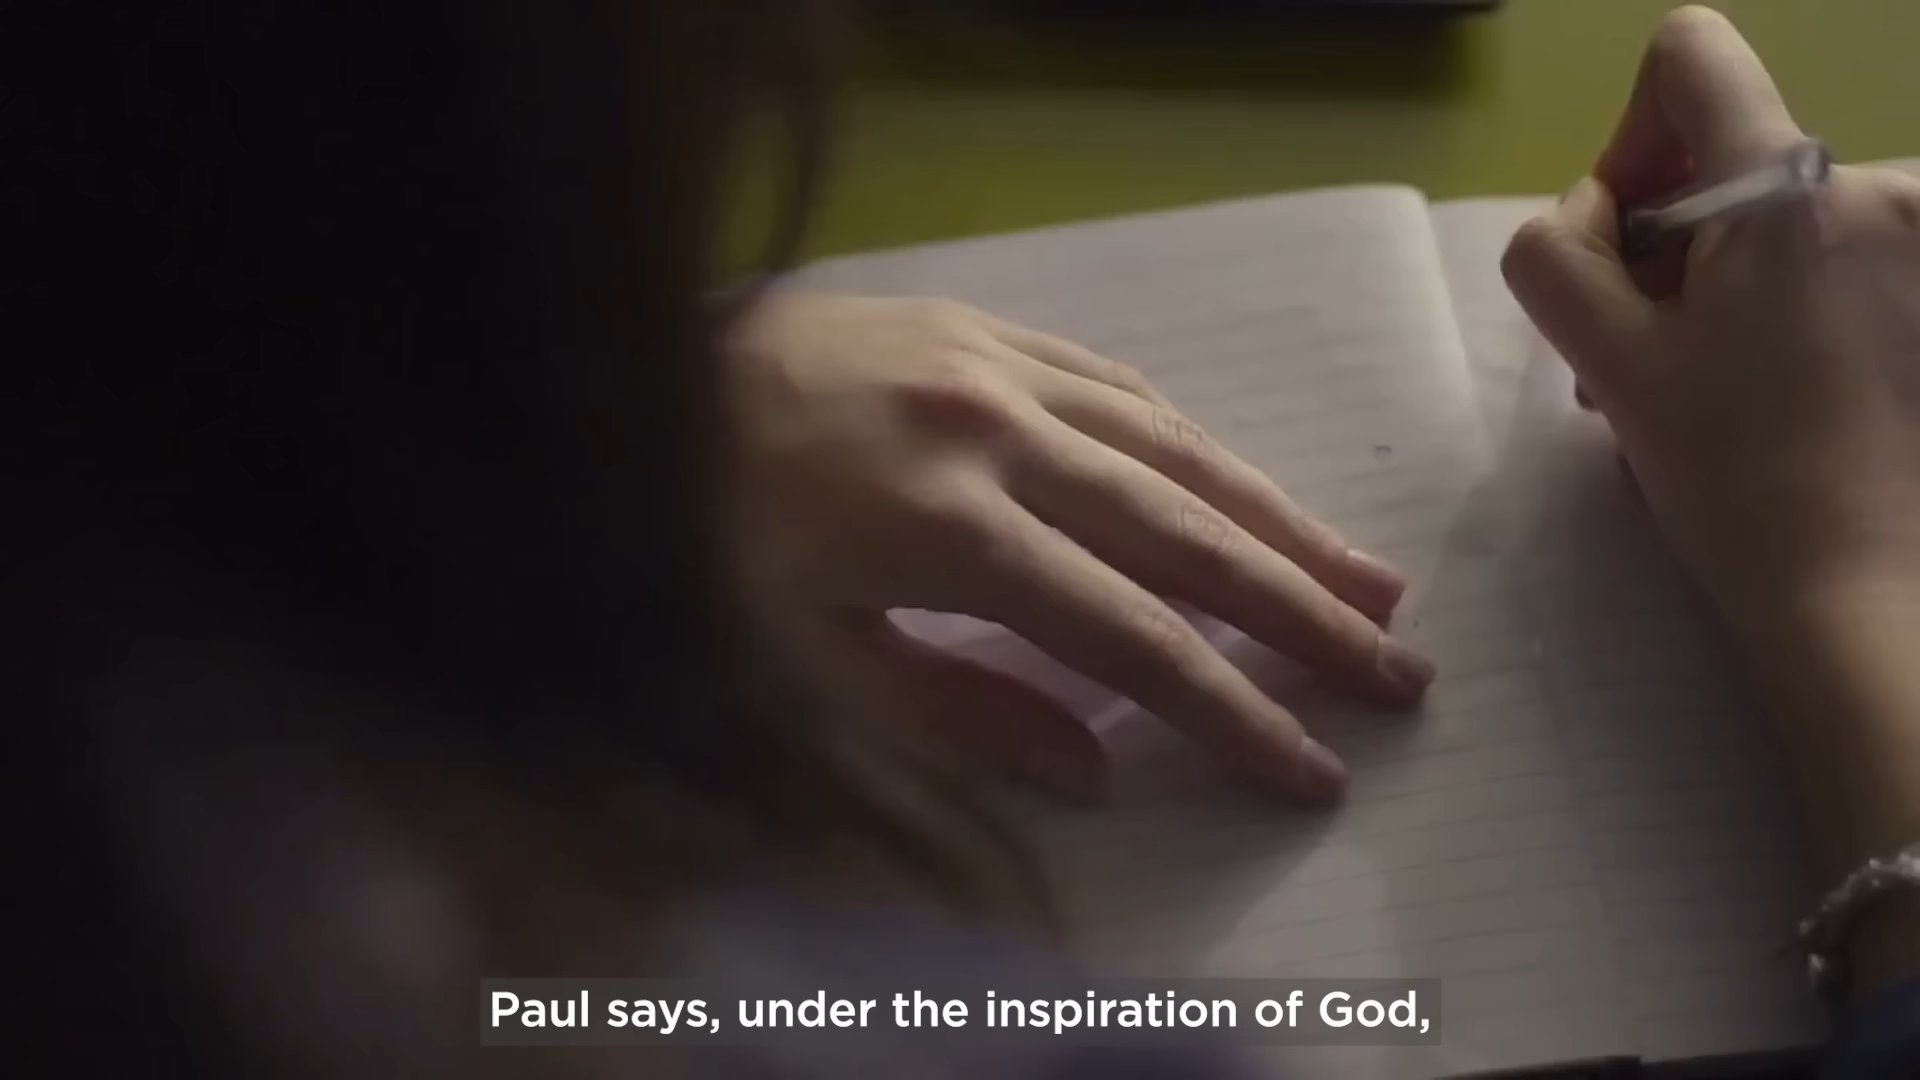 Paul says, under the inspiration of God,